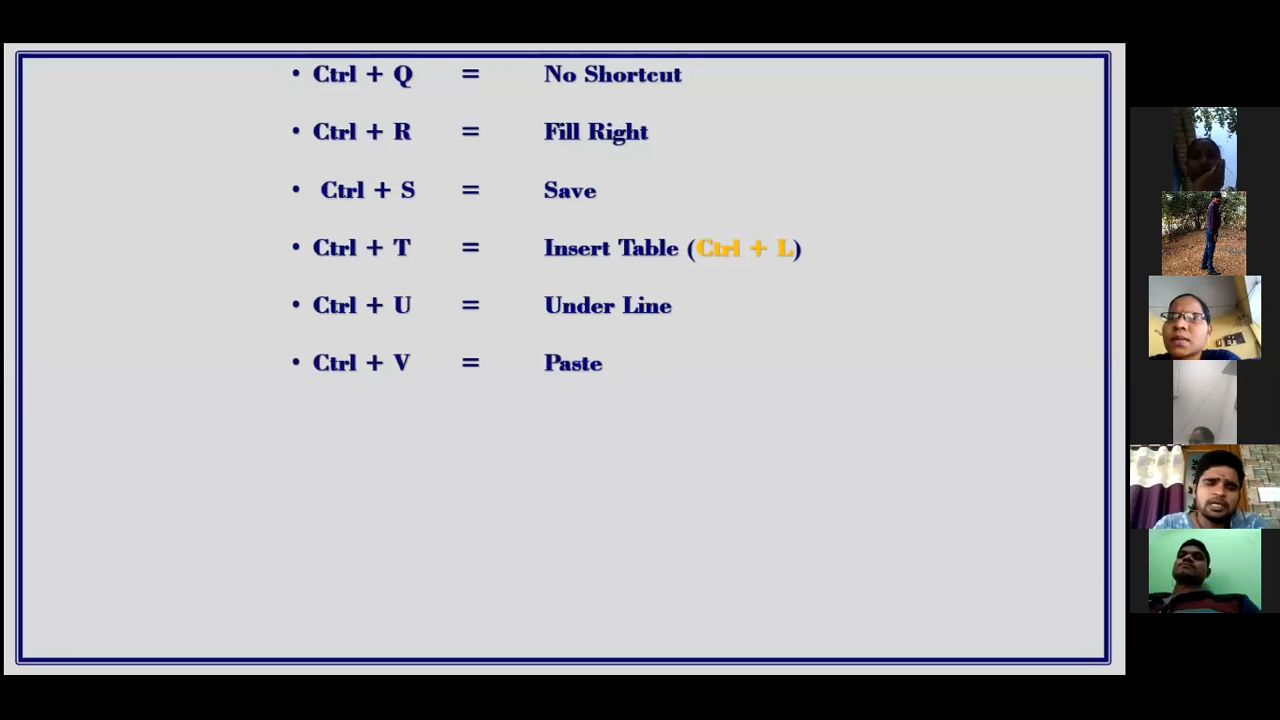 • Ctrl + Q = No Shortcut
• Ctrl + R = Fill Right
• Ctrl + S = Save
• Ctrl + T = Insert Table (Ctrl + L)
• Ctrl + U = Under Line
• Ctrl + V = Paste